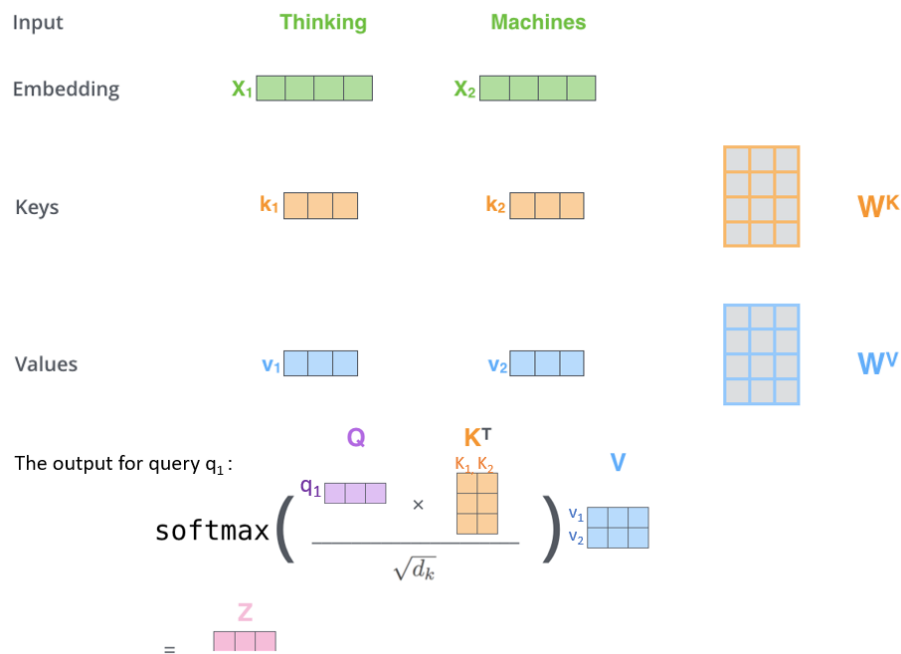 Input Thinking Machines
Embedding X₁ X₂
Keys k₁ k₂ Wᴷ
Values v₁ v₂ Wⱽ
Q Kᵀ
The output for query q₁ : K₁ K₂ V
q₁ ×
softmax( ) v₁
v₂
√dₖ
Z
=